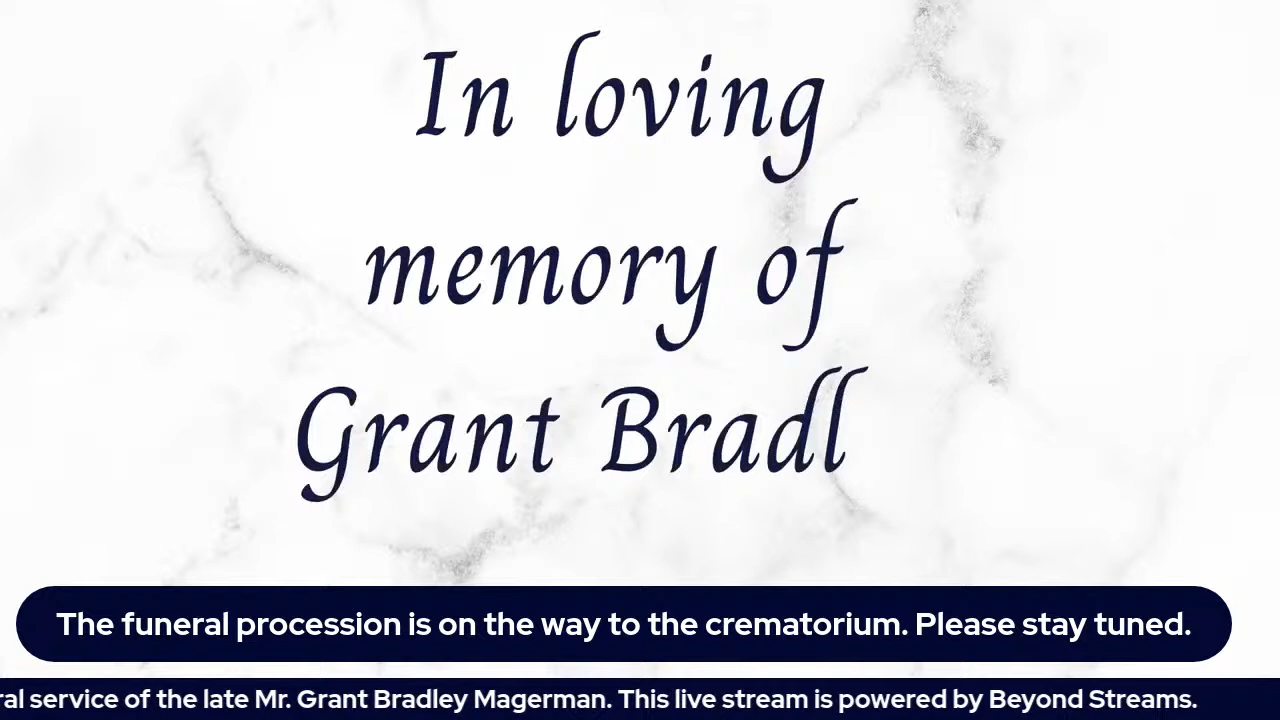 In loving
memory of
Grant Bradl
The funeral procession is on the way to the crematorium. Please stay tuned.
ral service of the late Mr. Grant Bradley Magerman. This live stream is powered by Beyond Streams.